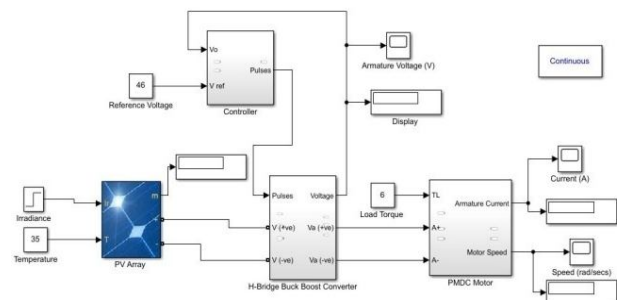 Vo
Pulses
V ref
Controller
46
Reference Voltage
Armature Voltage (V)
Display
Continuous
Irradiance
35
Temperature
Ir
T
m
+
-
PV Array
Pulses
Voltage
V (+ve)
Va (+ve)
V (-ve)
Va (-ve)
H-Bridge Buck Boost Converter
6
Load Torque
TL
Armature Current
A+
Motor Speed
A-
PMDC Motor
Current (A)
Speed (rad/secs)